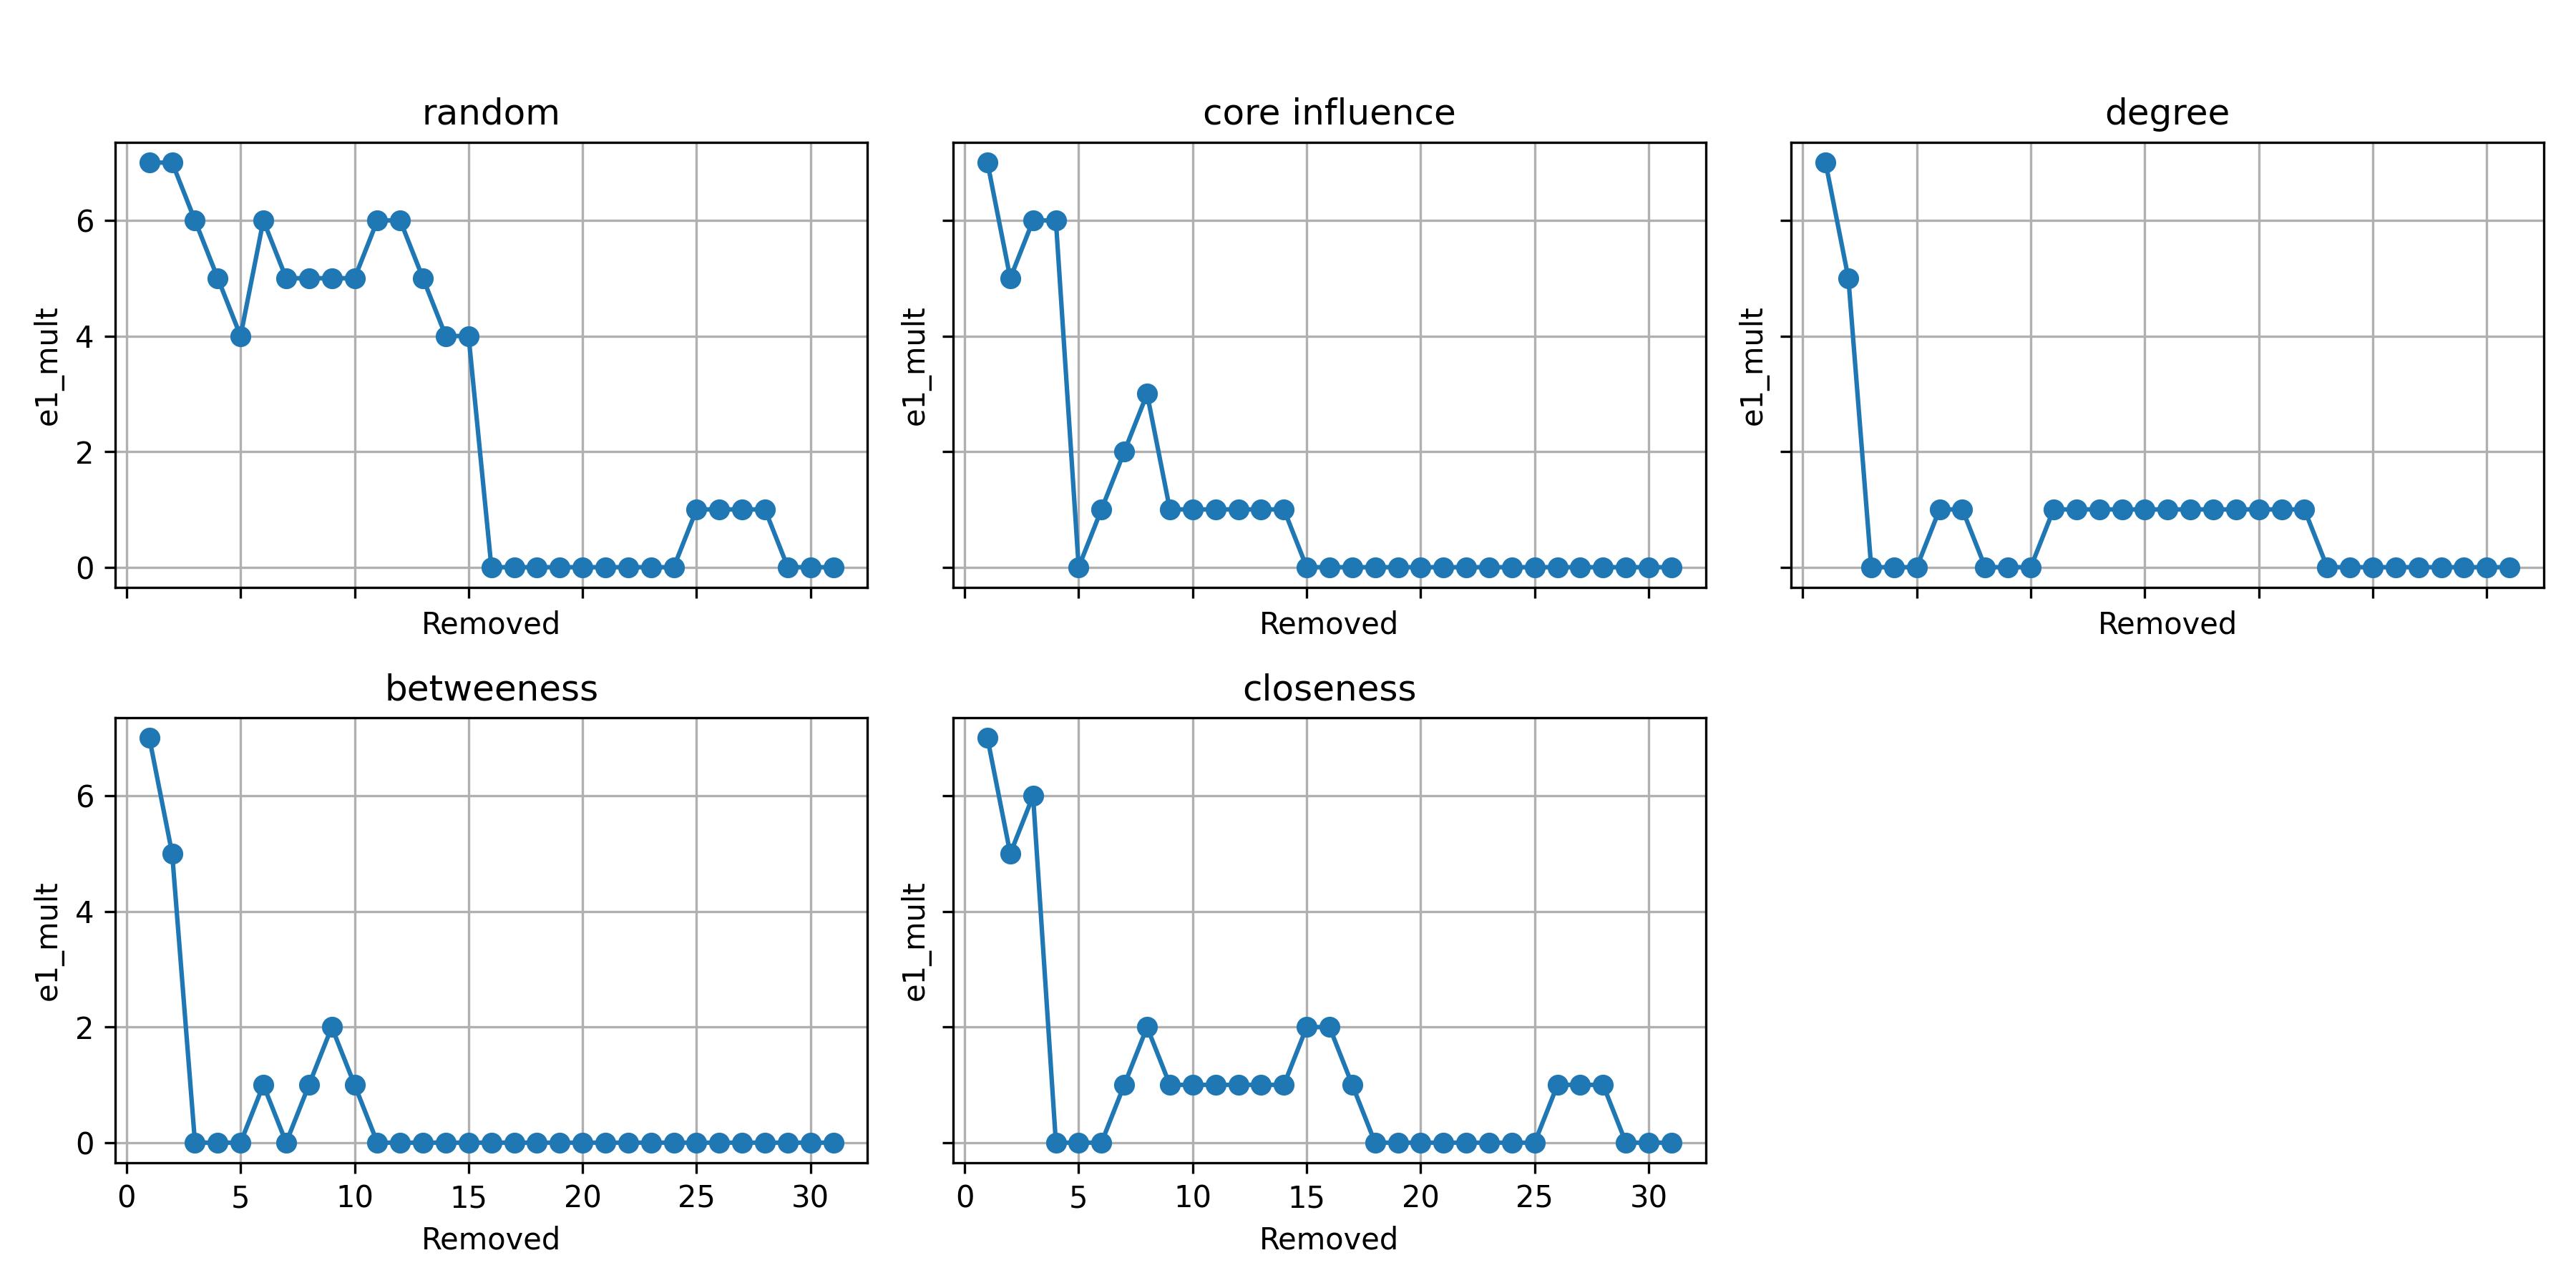 random
core influence
degree
6
4
2
0
e1_mult
e1_mult
e1_mult
Removed
Removed
Removed
betweeness
closeness
6
4
2
0
e1_mult
e1_mult
0 5 10 15 20 25 30
0 5 10 15 20 25 30
Removed
Removed